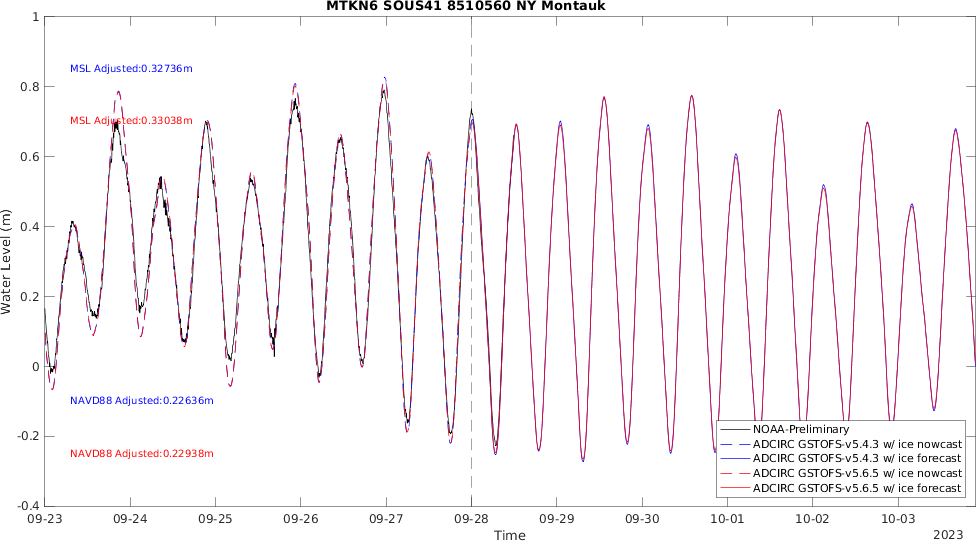 MTKN6 SOUS41 8510560 NY Montauk
1
0.8
0.6
0.4
0.2
0
-0.2
-0.4
Water Level (m)
MSL Adjusted:0.32736m
MSL Adjusted:0.33038m
NAVD88 Adjusted:0.22636m
NAVD88 Adjusted:0.22938m
NOAA-Preliminary
ADCIRC GSTOFS-v5.4.3 w/ ice nowcast
ADCIRC GSTOFS-v5.4.3 w/ ice forecast
ADCIRC GSTOFS-v5.6.5 w/ ice nowcast
ADCIRC GSTOFS-v5.6.5 w/ ice forecast
09-23 09-24 09-25 09-26 09-27 09-28 09-29 09-30 10-01 10-02 10-03
Time
2023